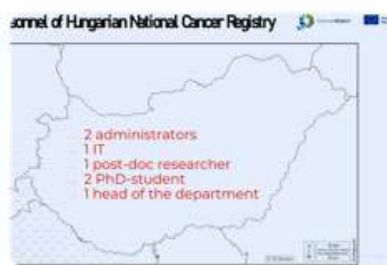 onnel of Hungarian National Cancer Registry
2 administrators
1 IT
1 post-doc researcher
2 PhD-student
1 head of the department